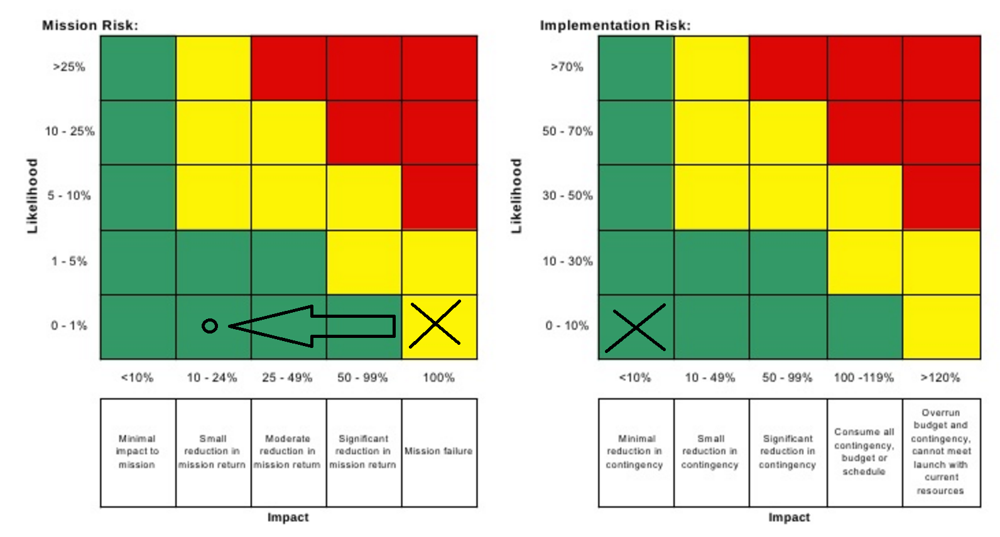 Mission Risk:
>25%
10 - 25%
5 - 10%
1 - 5%
0 - 1%
Likelihood
<10%
10 - 24%
25 - 49%
50 - 99%
100%
Minimal
impact to
mission
Small
reduction in
mission return
Moderate
reduction in
mission return
Significant
reduction in
mission return
Mission failure
Impact
Implementation Risk:
>70%
50 - 70%
30 - 50%
10 - 30%
0 - 10%
Likelihood
<10%
10 - 49%
50 - 99%
100 -119%
>120%
Minimal
reduction in
contingency
Small
reduction in
contingency
Significant
reduction in
contingency
Consume all
contingency,
budget or
schedule
Overrun
budget and
contingency,
cannot meet
launch with
current
resources
Impact